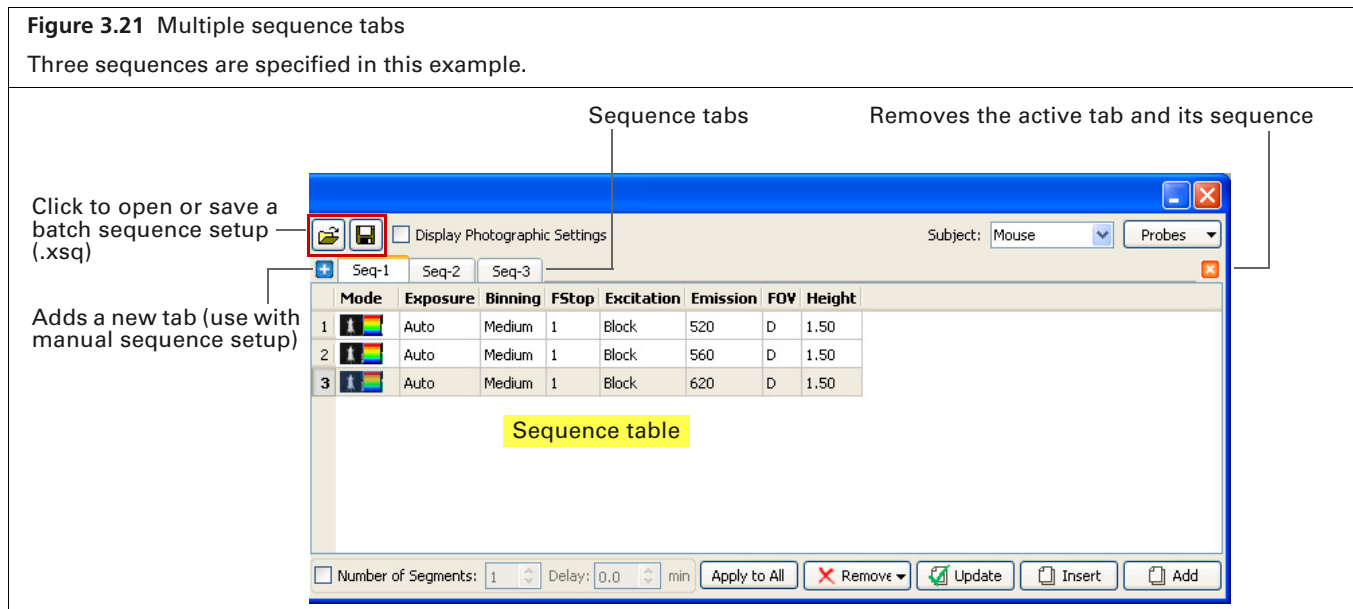 Figure 3.21 Multiple sequence tabs
Three sequences are specified in this example.
Sequence tabs
Removes the active tab and its sequence
Click to open or save a
batch sequence setup
(.xsq)
Adds a new tab (use with
manual sequence setup)
Display Photographic Settings
Subject: Mouse
Probes
Seq-1 Seq-2 Seq-3
Mode Exposure Binning FStop Excitation Emission FOV Height
1 Auto Medium 1 Block 520 D 1.50
2 Auto Medium 1 Block 560 D 1.50
3 Auto Medium 1 Block 620 D 1.50
Sequence table
Number of Segments: 1 Delay: 0.0 min Apply to All Remove Update Insert Add